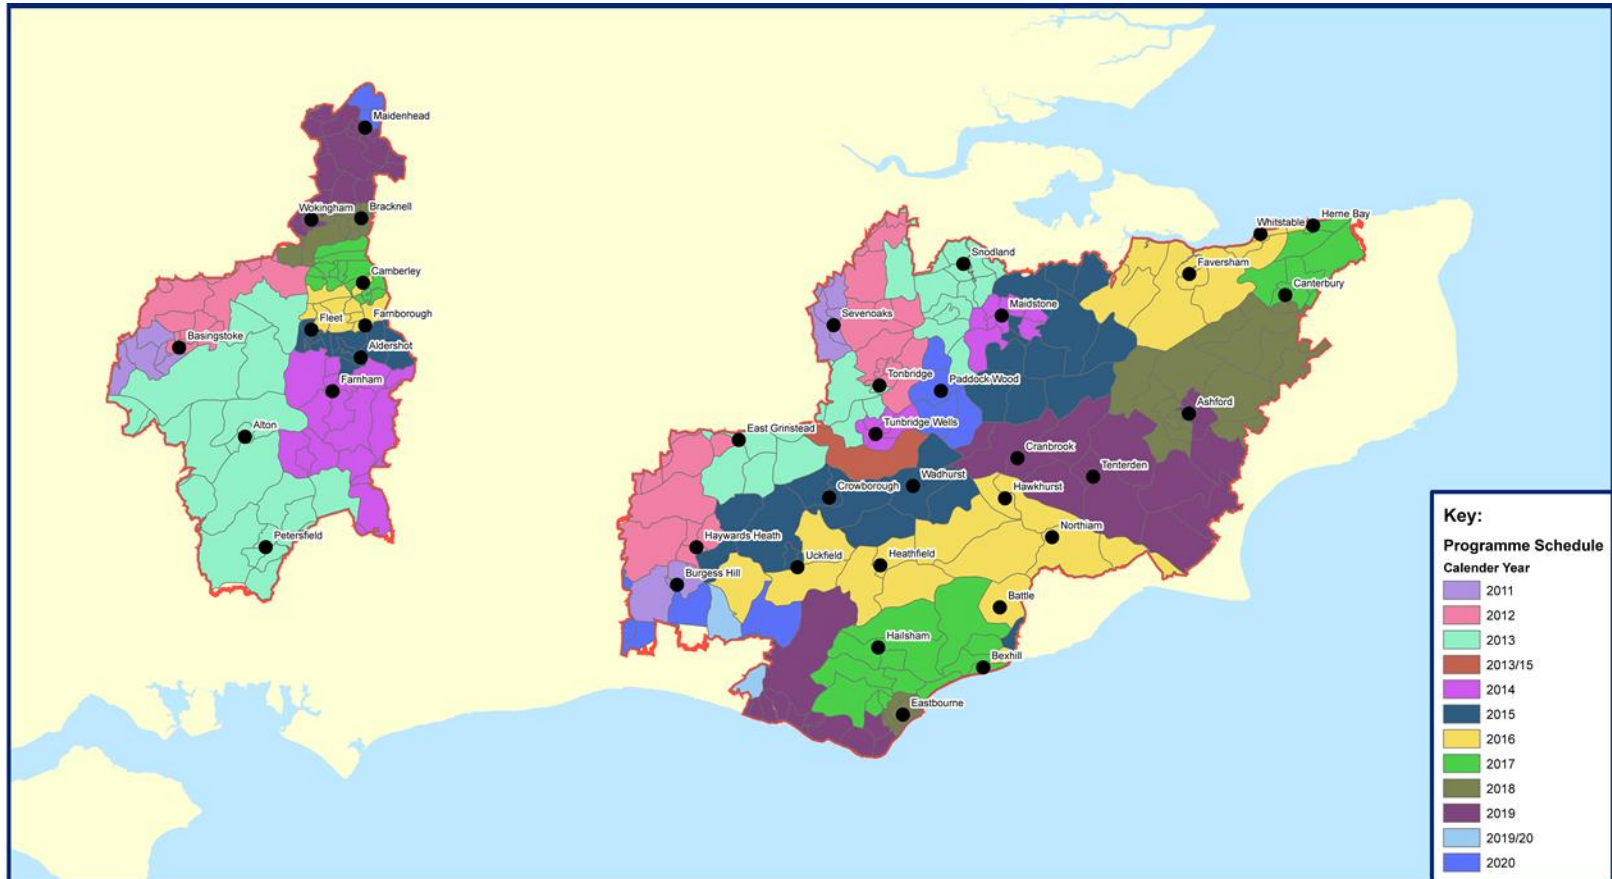 Maidenhead
Wokingham
Bracknell
Camberley
Fleet
Farnborough
Basingstoke
Aldershot
Farnham
Alton
Petersfield
Whitstable
Herne Bay
Snodland
Faversham
Canterbury
Maidstone
Sevenoaks
Tonbridge
Paddock Wood
Ashford
Tunbridge Wells
East Grinstead
Cranbrook
Tenterden
Wadhurst
Crowborough
Hawkhurst
Northiam
Haywards Heath
Uckfield
Heathfield
Burgess Hill
Battle
Hailsham
Bexhill
Eastbourne
Key:
Programme Schedule
Calender Year
2011
2012
2013
2013/15
2014
2015
2016
2017
2018
2019
2019/20
2020